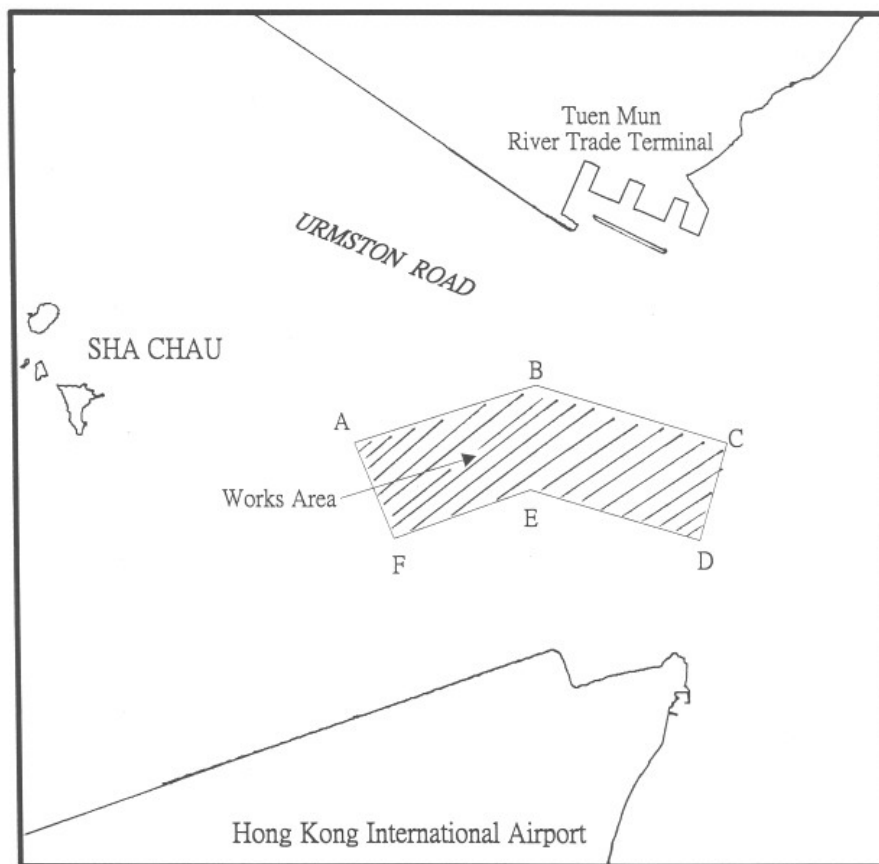 Tuen Mun
River Trade Terminal
URMSTON ROAD
SHA CHAU
B
A
C
Works Area
E
F
D
Hong Kong International Airport